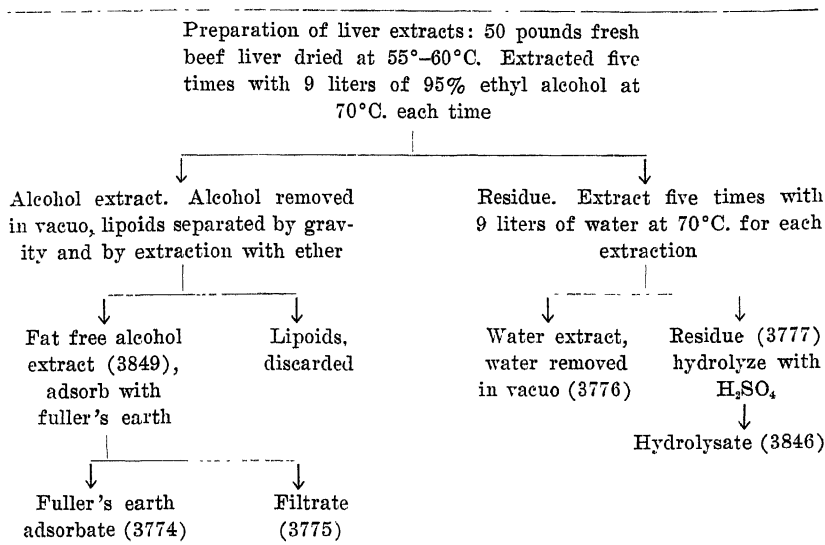 Preparation of liver extracts: 50 pounds fresh
beef liver dried at 55°–60°C. Extracted five
times with 9 liters of 95% ethyl alcohol at
70°C. each time
Alcohol extract. Alcohol removed
in vacuo, lipoids separated by grav-
ity and by extraction with ether
Residue. Extract five times with
9 liters of water at 70°C. for each
extraction
Fat free alcohol
extract (3849),
adsorb with
fuller's earth
Lipoids,
discarded
Water extract,
water removed
in vacuo (3776)
Residue (3777)
hydrolyze with
H₂SO₄
Hydrolysate (3846)
Fuller's earth
adsorbate (3774)
Filtrate
(3775)